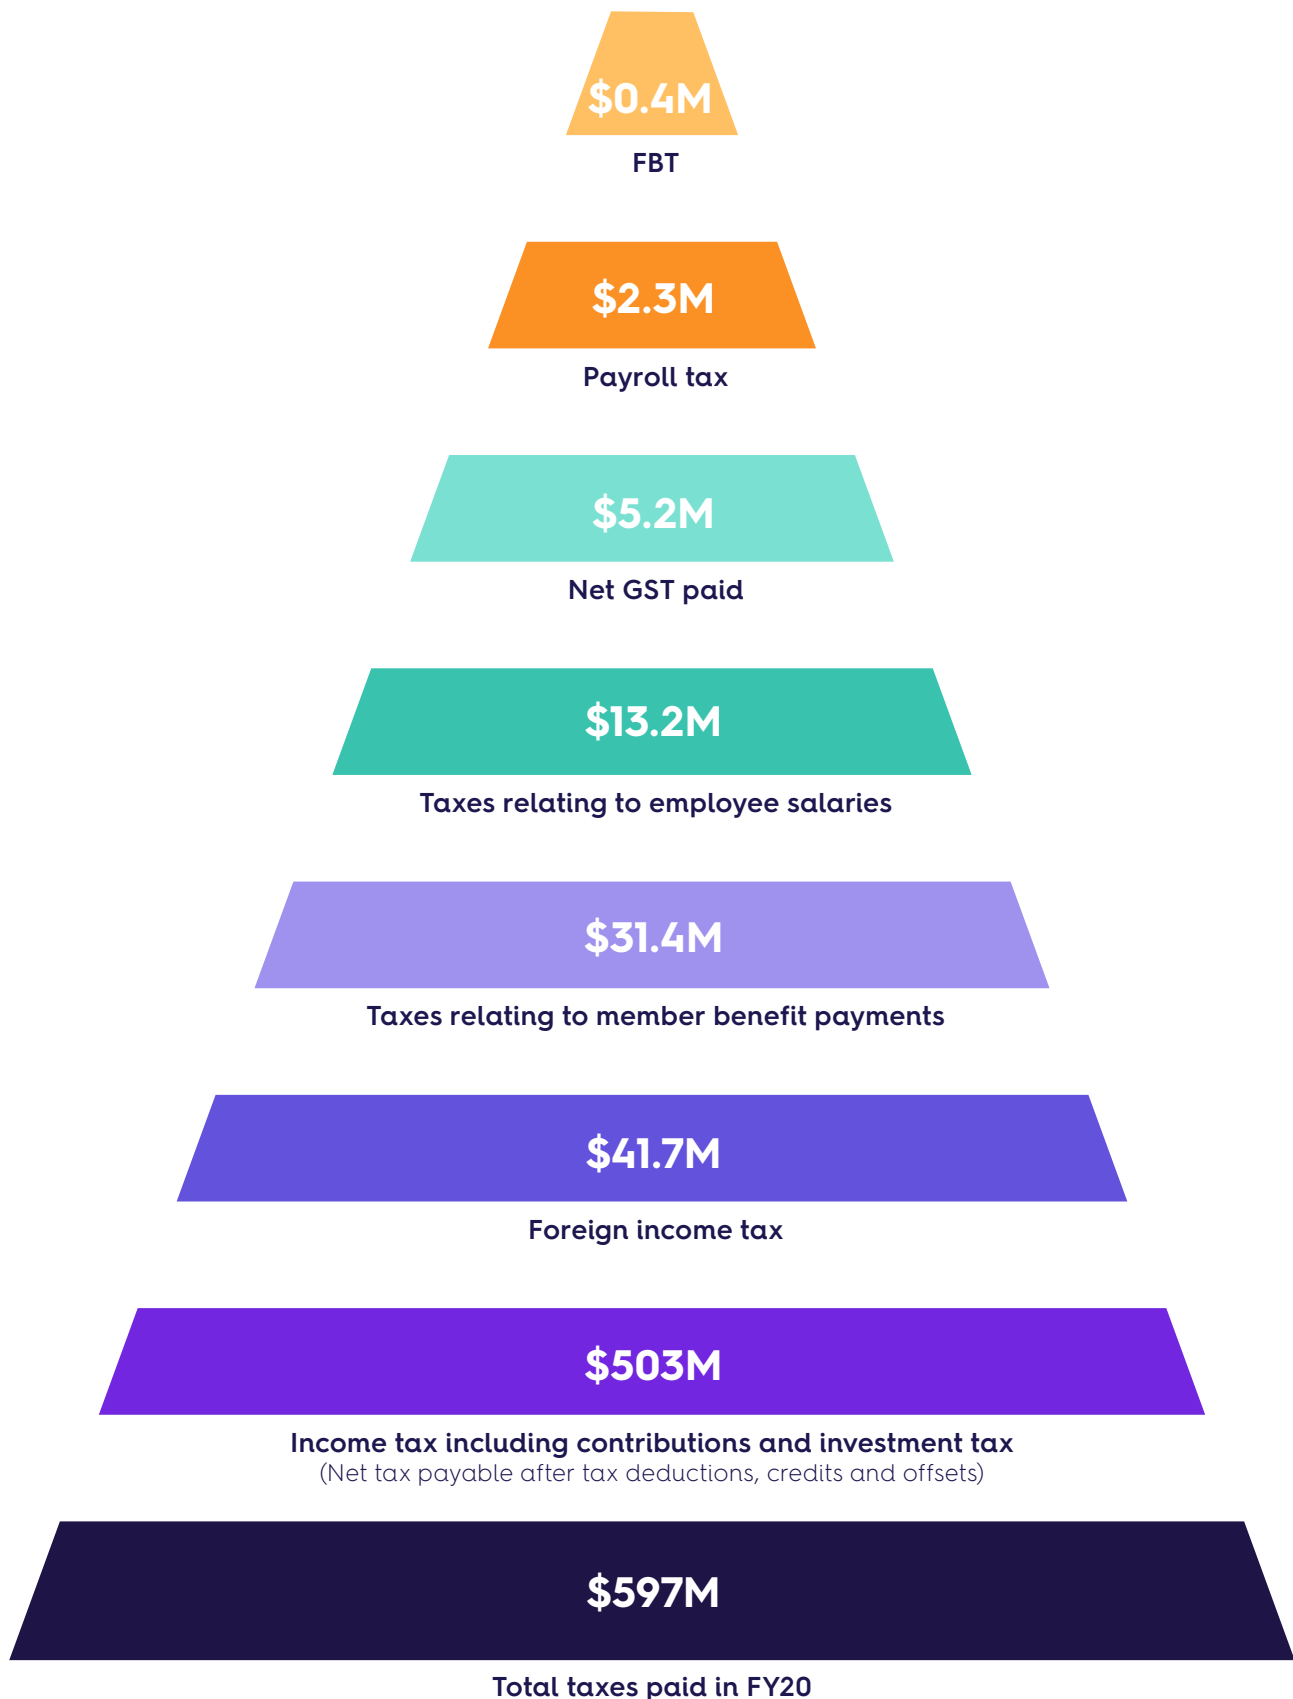 $0.4M
FBT
$2.3M
Payroll tax
$5.2M
Net GST paid
$13.2M
Taxes relating to employee salaries
$31.4M
Taxes relating to member benefit payments
$41.7M
Foreign income tax
$503M
Income tax including contributions and investment tax
(Net tax payable after tax deductions, credits and offsets)
$597M
Total taxes paid in FY20